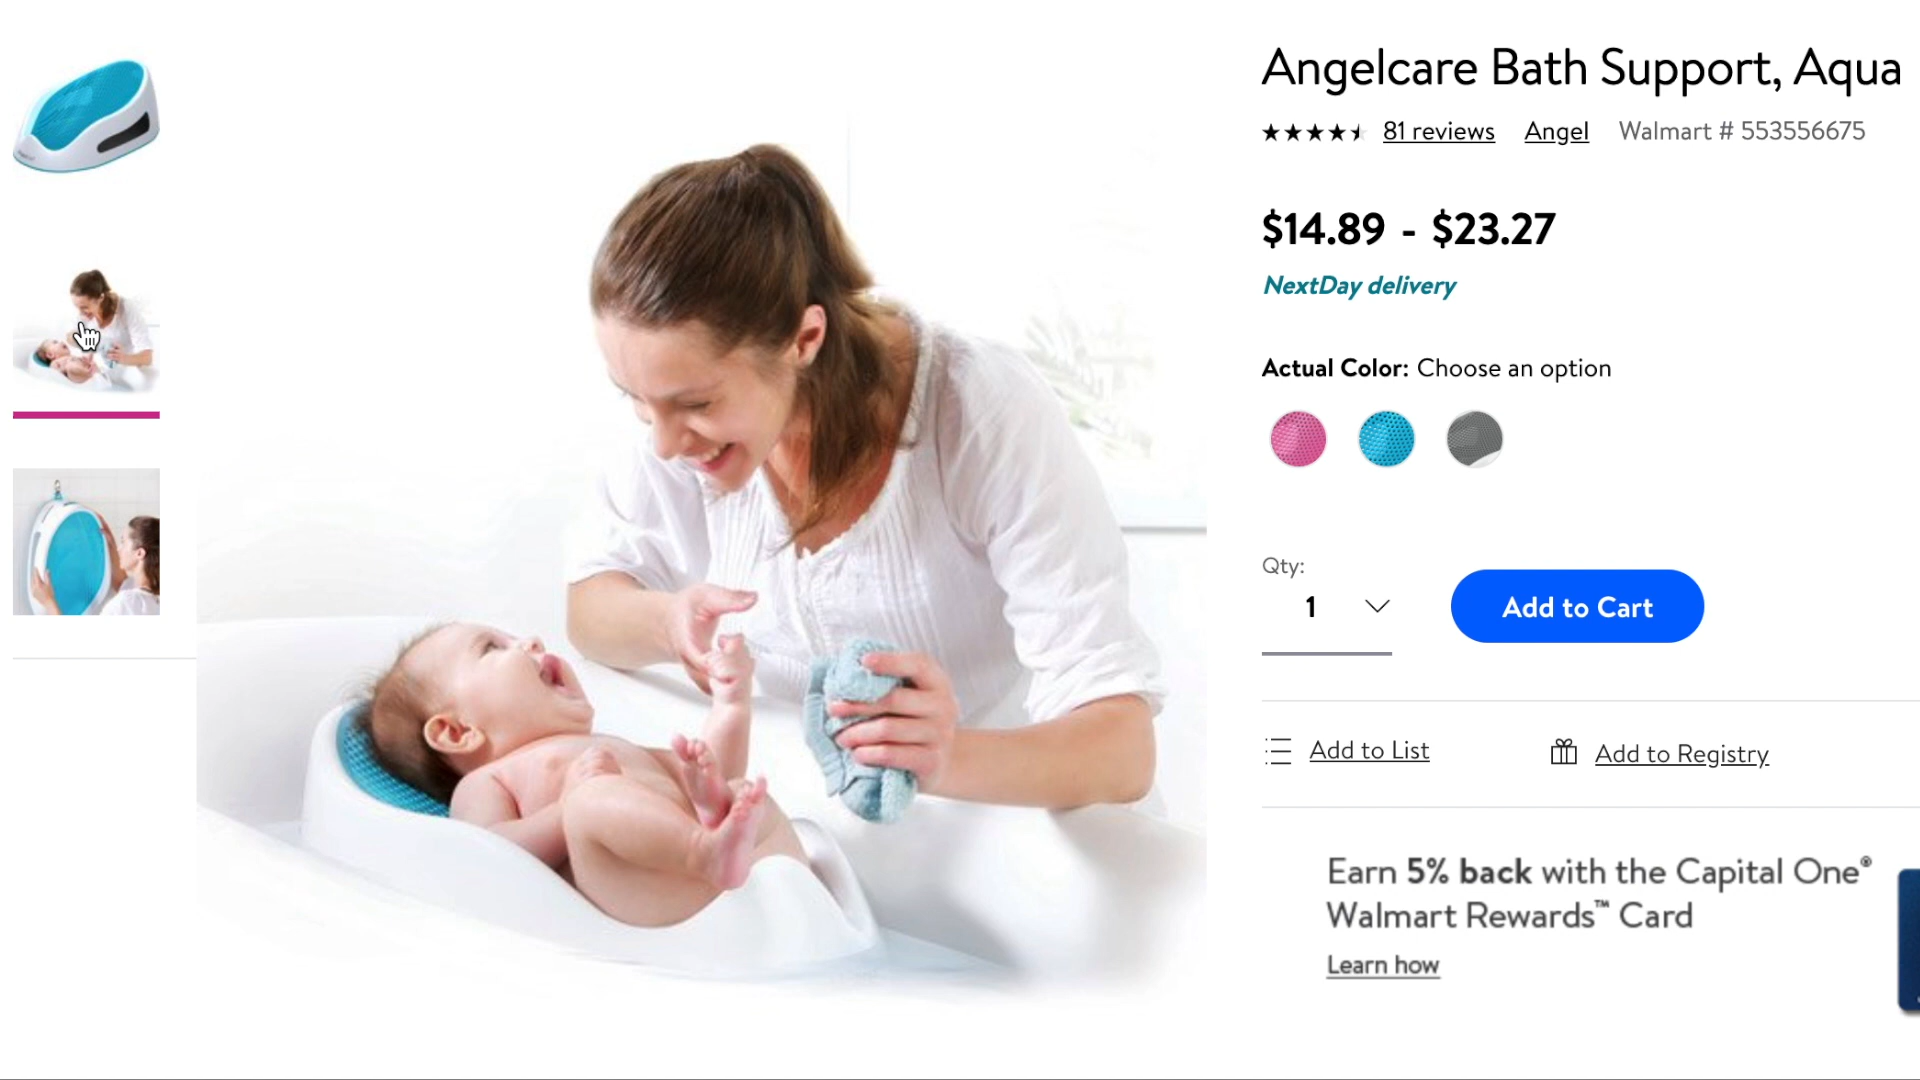 Angelcare Bath Support, Aqua
81 reviews Angel Walmart # 553556675
$14.89 - $23.27
NextDay delivery
Actual Color: Choose an option
Qty:
1
Add to Cart
Add to List
Add to Registry
Earn 5% back with the Capital One®
Walmart Rewards™ Card
Learn how